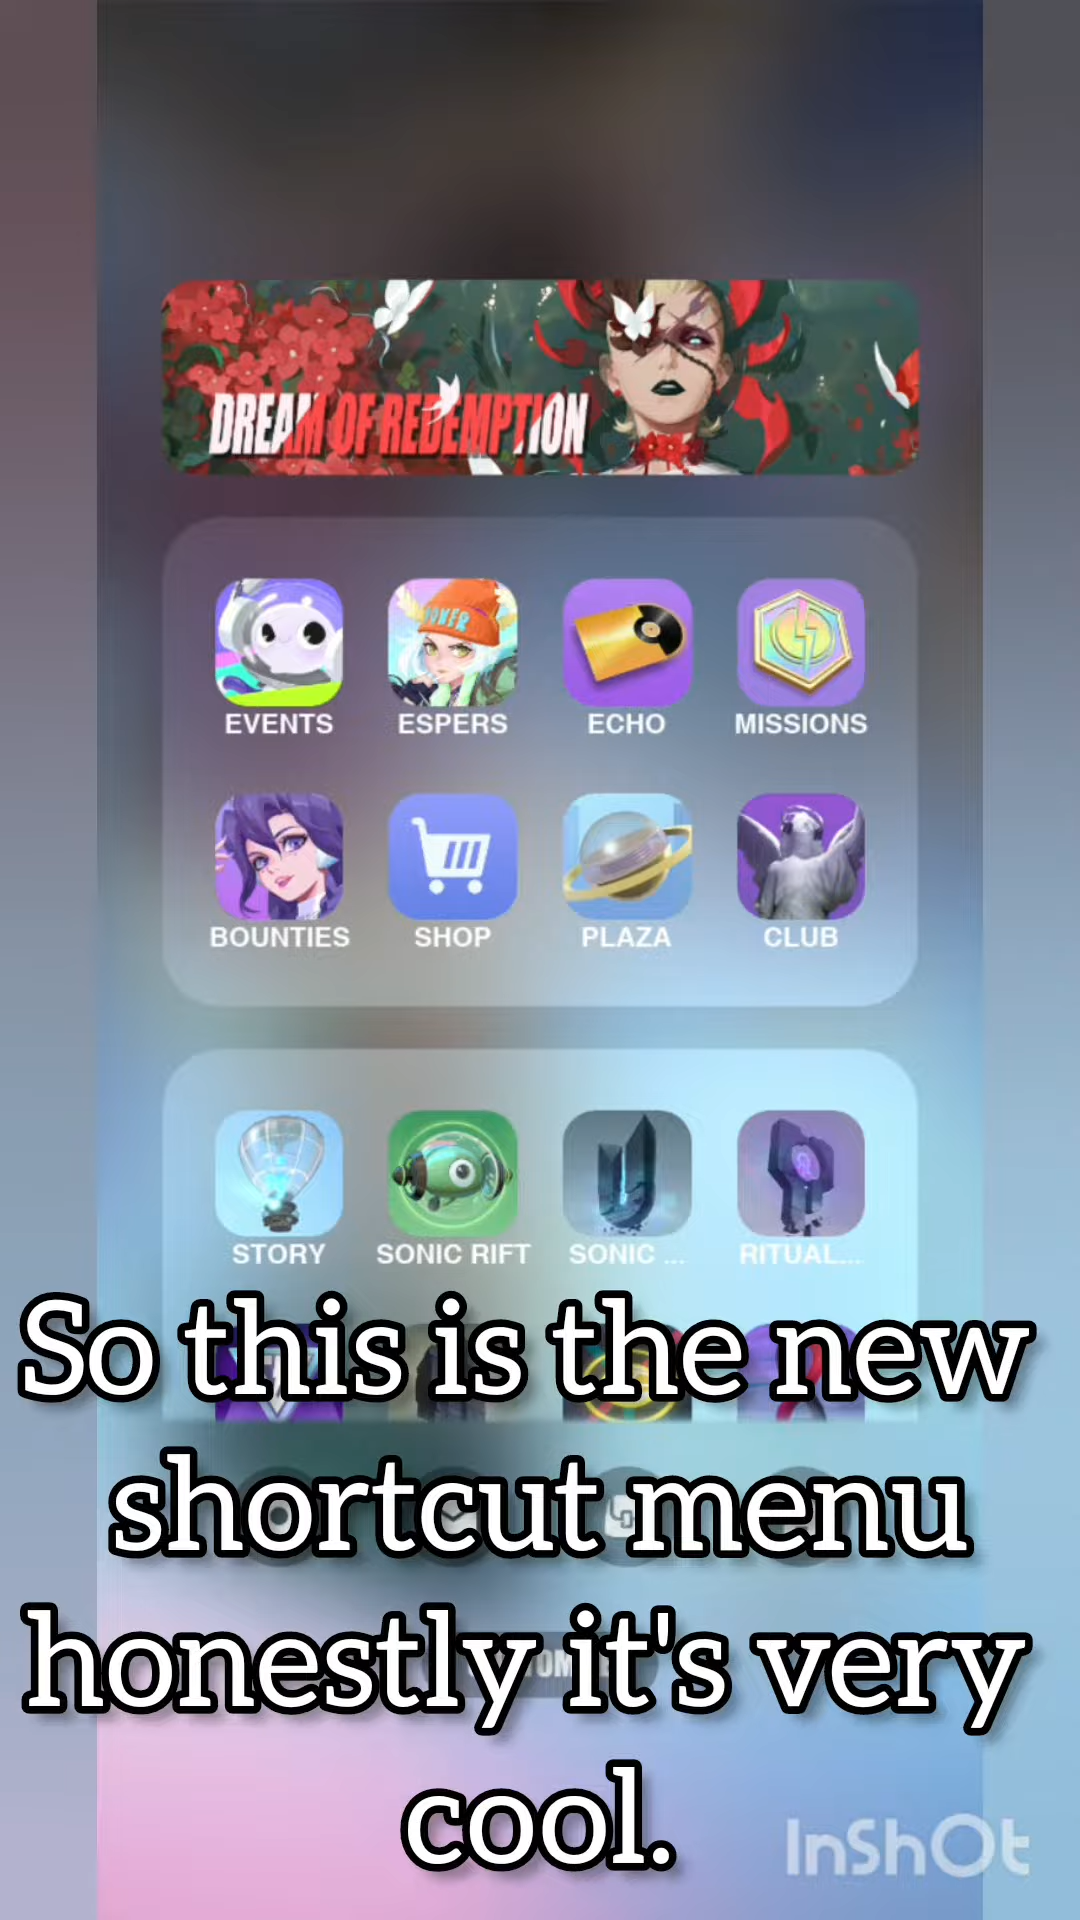 DREAM OF REDEMPTION
EVENTS ESPERS ECHO MISSIONS
BOUNTIES SHOP PLAZA CLUB
STORY SONIC RIFT SONIC ... RITUAL...
So this is the new
shortcut menu
honestly it's very
cool.
InShOt